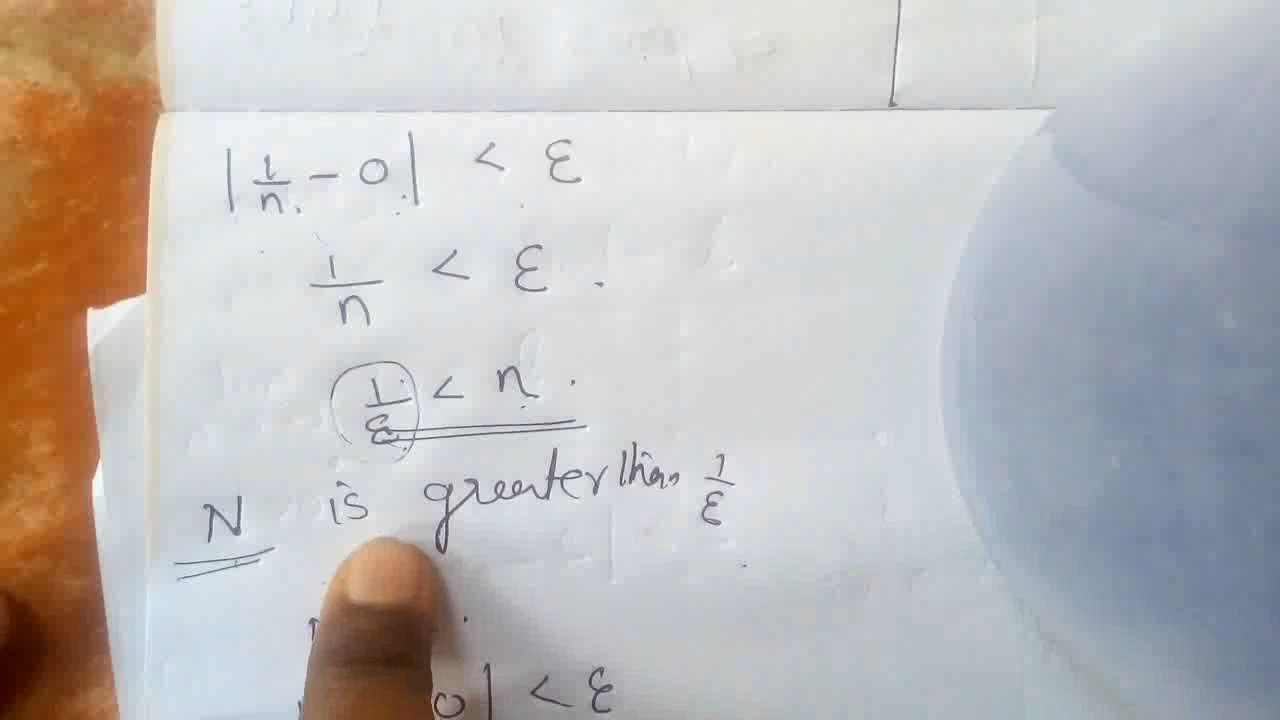 |1/n - 0| < ε
1/n < ε.
1/ε < n.
N is greater than 1/ε
0| < ε